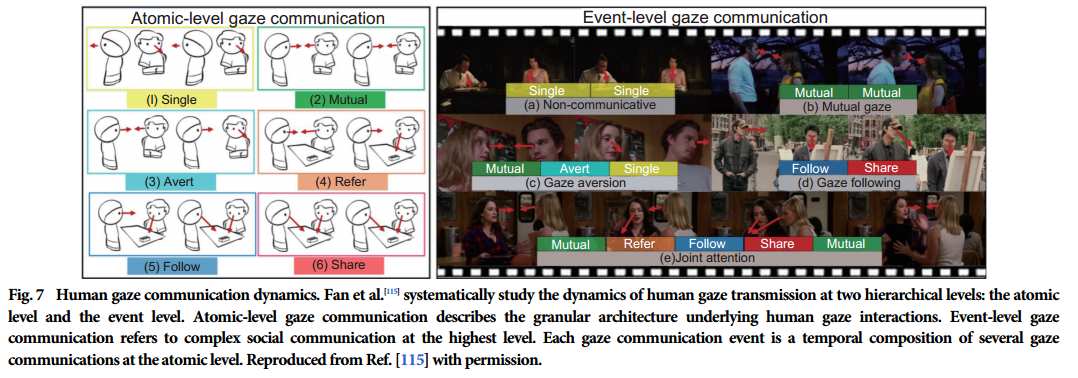 Atomic-level gaze communication
(I) Single
(2) Mutual
(3) Avert
(4) Refer
(5) Follow
(6) Share
Event-level gaze communication
Single Single
(a) Non-communicative
Mutual Mutual
(b) Mutual gaze
Mutual Avert Single
(c) Gaze aversion
Follow Share
(d) Gaze following
Mutual Refer Follow Share Mutual
(e)Joint attention
Fig. 7 Human gaze communication dynamics. Fan et al.[115] systematically study the dynamics of human gaze transmission at two hierarchical levels: the atomic
level and the event level. Atomic-level gaze communication describes the granular architecture underlying human gaze interactions. Event-level gaze
communication refers to complex social communication at the highest level. Each gaze communication event is a temporal composition of several gaze
communications at the atomic level. Reproduced from Ref. [115] with permission.